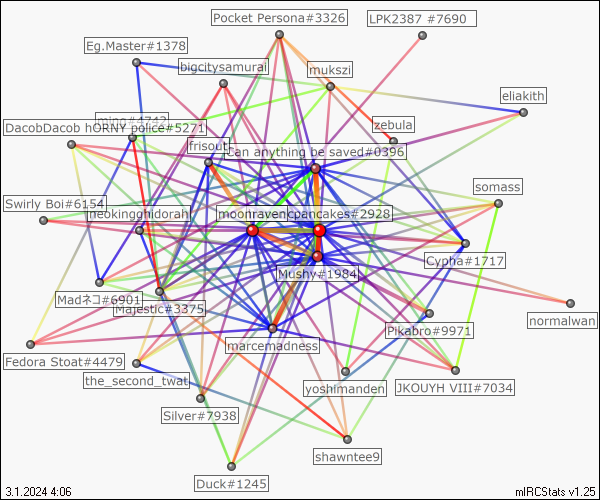 Pocket Persona#3326
LPK2387 #7690
Eg.Master#1378
bigcitysamurai
mukszi
eliakith
mino#4742
DacobDacob hORNY police#5271
zebula
frisout
Can anything be saved#0396
somass
Swirly Boi#6154
neokingghidorah
moonraven
cpancakes#2928
Cypha#1717
Mushy#1984
Madネコ#6901
Majestic#3375
normalwan
Pikabro#9971
marcemadness
Fedora Stoat#4479
the_second_twat
yoshimanden
JKOUYH VIII#7034
Silver#7938
shawntee9
Duck#1245
3.1.2024 4:06
mIRCStats v1.25